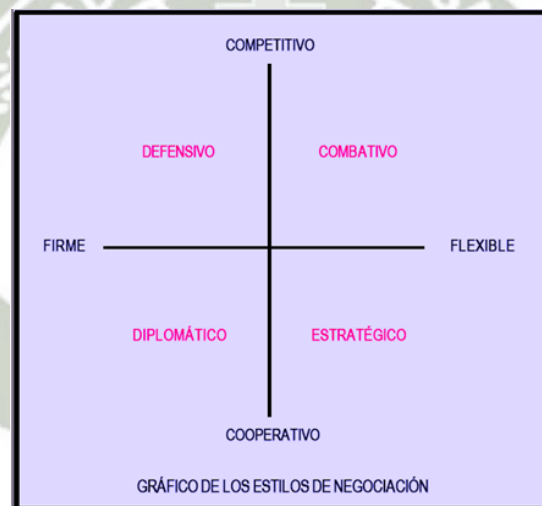 COMPETITIVO
DEFENSIVO COMBATIVO
FIRME FLEXIBLE
DIPLOMÁTICO ESTRATÉGICO
COOPERATIVO
GRÁFICO DE LOS ESTILOS DE NEGOCIACIÓN